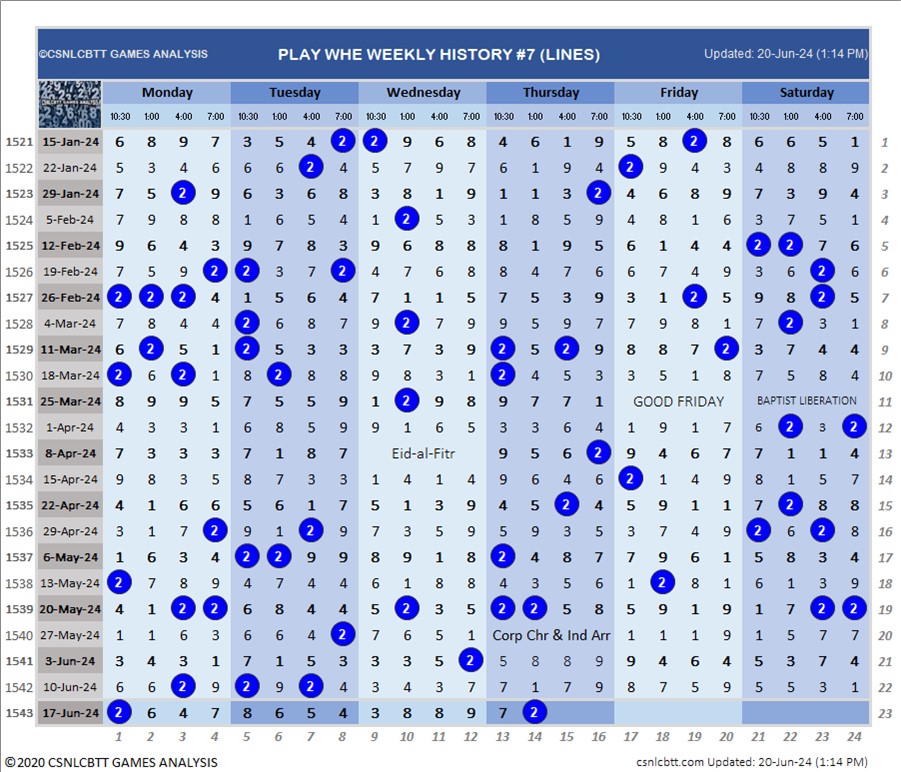 ©CSNLCBTT GAMES ANALYSIS PLAY WHE WEEKLY HISTORY #7 (LINES) Updated: 20-Jun-24 (1:14 PM)
CSNLCBTT GAMES ANALYSIS Monday Tuesday Wednesday Thursday Friday Saturday
10:30 1:00 4:00 7:00 10:30 1:00 4:00 7:00 10:30 1:00 4:00 7:00 10:30 1:00 4:00 7:00 10:30 1:00 4:00 7:00 10:30 1:00 4:00 7:00
1521 15-Jan-24 6 8 9 7 3 5 4 2 2 9 6 8 4 6 1 9 5 8 2 8 6 6 5 1 1
1522 22-Jan-24 5 3 4 6 6 6 2 4 5 7 9 7 6 1 9 4 2 9 4 3 4 8 8 9 2
1523 29-Jan-24 7 5 2 9 6 3 6 8 3 8 1 9 1 1 3 2 4 6 8 9 7 3 9 4 3
1524 5-Feb-24 7 9 8 8 1 6 5 4 1 2 5 3 1 8 5 9 4 8 1 6 3 7 5 1 4
1525 12-Feb-24 9 6 4 3 9 7 8 3 9 6 8 8 8 1 9 5 6 1 4 4 2 2 7 6 5
1526 19-Feb-24 7 5 9 2 2 3 7 2 4 7 6 8 8 4 7 6 6 7 4 9 3 6 2 6 6
1527 26-Feb-24 2 2 2 4 1 5 6 4 7 1 1 5 7 5 3 9 3 1 2 5 9 8 2 5 7
1528 4-Mar-24 7 8 4 4 2 6 8 7 9 2 7 9 9 5 9 7 7 9 8 1 7 2 3 1 8
1529 11-Mar-24 6 2 5 1 2 5 3 3 3 7 3 9 2 5 2 9 8 8 7 2 3 7 4 4 9
1530 18-Mar-24 2 6 2 1 8 2 8 8 9 8 3 1 2 4 5 3 3 5 1 8 7 5 8 4 10
1531 25-Mar-24 8 9 9 5 7 5 5 9 1 2 9 8 9 7 7 1 GOOD FRIDAY BAPTIST LIBERATION 11
1532 1-Apr-24 4 3 3 1 6 8 5 9 9 1 6 5 3 3 6 4 1 9 1 7 6 2 3 2 12
1533 8-Apr-24 7 3 3 3 7 1 8 7 Eid-al-Fitr 9 5 6 2 9 4 6 7 7 1 1 4 13
1534 15-Apr-24 9 8 3 5 8 7 3 3 1 4 1 4 9 6 4 6 2 1 4 9 8 1 5 7 14
1535 22-Apr-24 4 1 6 6 5 6 1 7 5 1 3 9 4 5 2 4 5 9 1 1 7 2 8 8 15
1536 29-Apr-24 3 1 7 2 9 1 2 9 7 3 5 9 5 9 3 5 3 7 4 9 2 6 2 8 16
1537 6-May-24 1 6 3 4 2 2 9 9 8 9 1 8 2 4 8 7 7 9 6 1 5 8 3 4 17
1538 13-May-24 2 7 8 9 4 7 4 4 6 1 8 8 4 3 5 6 1 2 8 1 6 1 3 9 18
1539 20-May-24 4 1 2 2 6 8 4 4 5 2 3 5 2 2 5 8 5 9 1 9 1 7 2 2 19
1540 27-May-24 1 1 6 3 6 6 4 2 7 6 5 1 Corp Chr & Ind Arr 1 1 1 9 1 5 7 7 20
1541 3-Jun-24 3 4 3 1 7 1 5 3 3 3 5 2 5 8 8 9 9 4 6 4 5 3 7 4 21
1542 10-Jun-24 6 6 2 9 2 9 2 4 3 4 3 7 7 1 7 9 8 7 5 9 5 5 3 1 22
1543 17-Jun-24 2 6 4 7 8 6 5 4 3 8 8 9 7 2 23
1 2 3 4 5 6 7 8 9 10 11 12 13 14 15 16 17 18 19 20 21 22 23 24
©2020 CSNLCBTT GAMES ANALYSIS csnlcbtt.com Updated: 20-Jun-24 (1:14 PM)